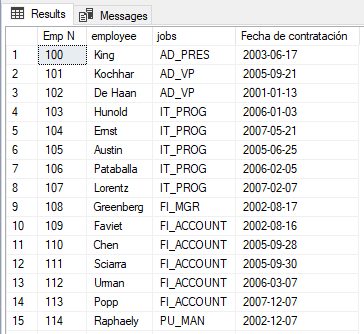 Results Messages
Emp N employee jobs Fecha de contratación
1 100 King AD_PRES 2003-06-17
2 101 Kochhar AD_VP 2005-09-21
3 102 De Haan AD_VP 2001-01-13
4 103 Hunold IT_PROG 2006-01-03
5 104 Ernst IT_PROG 2007-05-21
6 105 Austin IT_PROG 2005-06-25
7 106 Pataballa IT_PROG 2006-02-05
8 107 Lorentz IT_PROG 2007-02-07
9 108 Greenberg FI_MGR 2002-08-17
10 109 Faviet FI_ACCOUNT 2002-08-16
11 110 Chen FI_ACCOUNT 2005-09-28
12 111 Sciarra FI_ACCOUNT 2005-09-30
13 112 Urman FI_ACCOUNT 2006-03-07
14 113 Popp FI_ACCOUNT 2007-12-07
15 114 Raphaely PU_MAN 2002-12-07